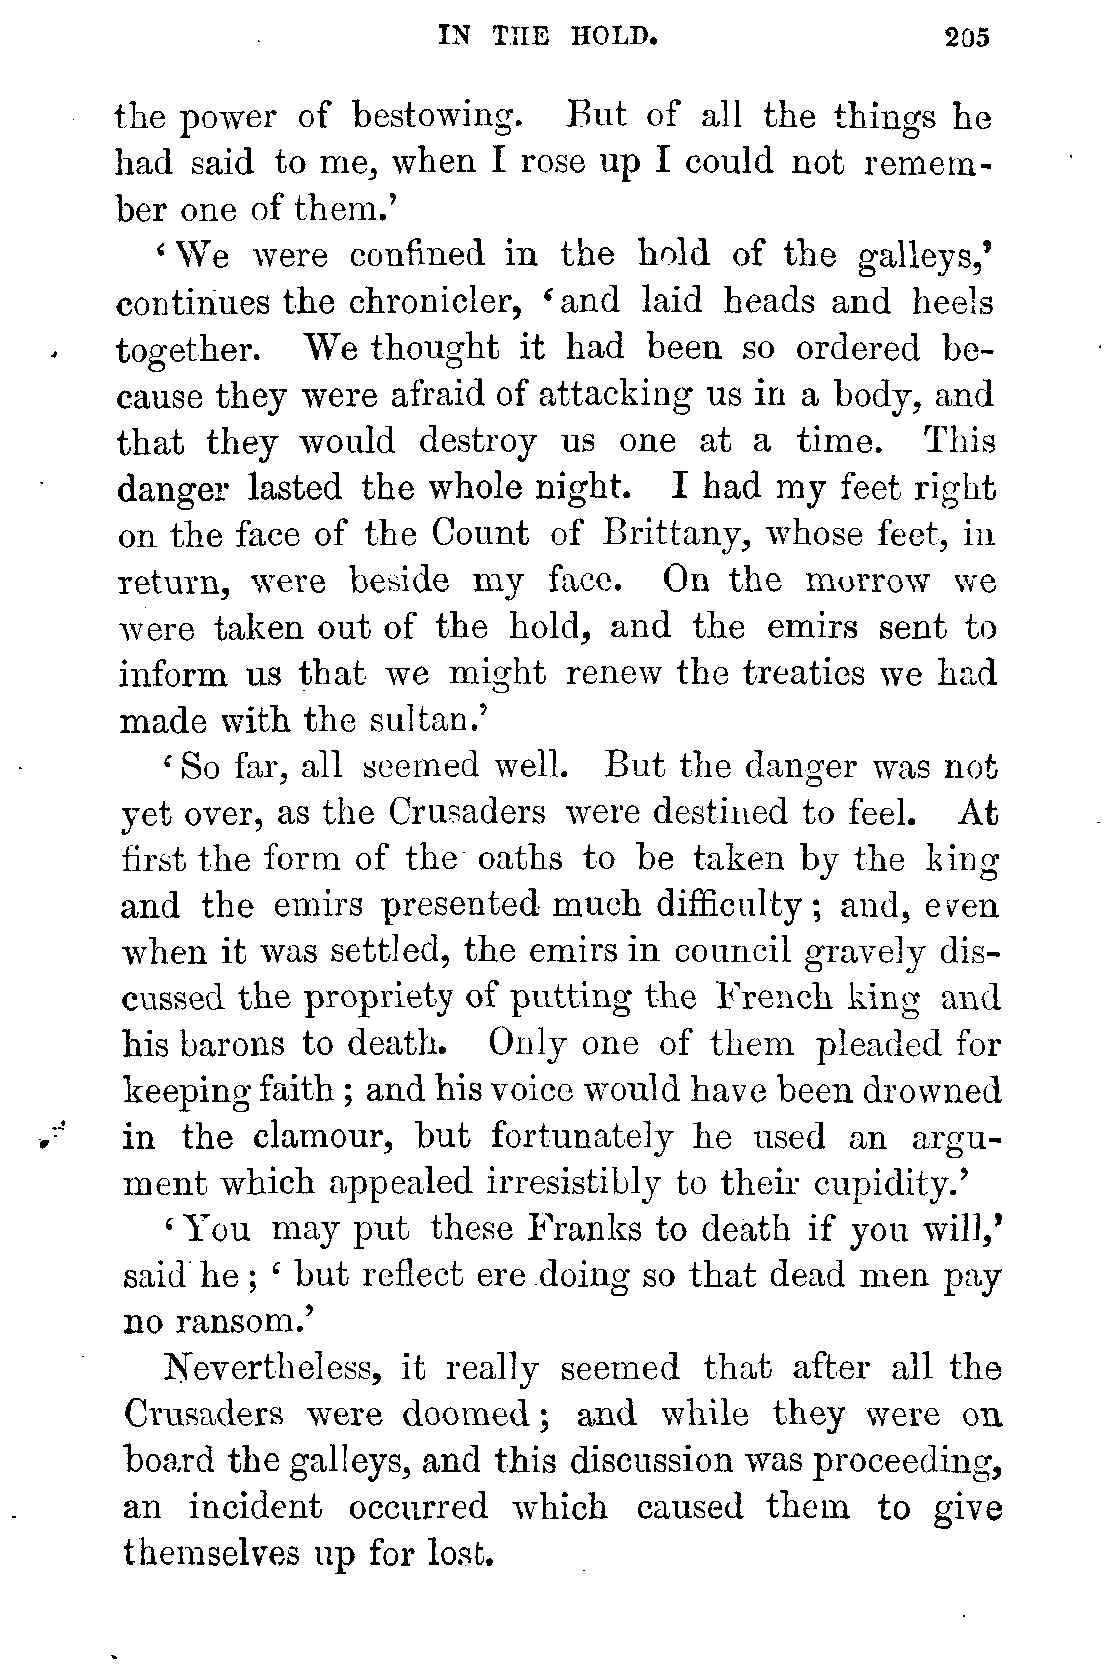 IN THE HOLD. 205
the power of bestowing. But of all the things he
had said to me, when I rose up I could not remem-
ber one of them.'
‘We were confined in the hold of the galleys,’
continues the chronicler, ‘and laid heads and heels
together. We thought it had been so ordered be-
cause they were afraid of attacking us in a body, and
that they would destroy us one at a time. This
danger lasted the whole night. I had my feet right
on the face of the Count of Brittany, whose feet, in
return, were beside my face. On the morrow we
were taken out of the hold, and the emirs sent to
inform us that we might renew the treaties we had
made with the sultan.’
‘So far, all seemed well. But the danger was not
yet over, as the Crusaders were destined to feel. At
first the form of the oaths to be taken by the king
and the emirs presented much difficulty; and, even
when it was settled, the emirs in council gravely dis-
cussed the propriety of putting the French king and
his barons to death. Only one of them pleaded for
keeping faith; and his voice would have been drowned
in the clamour, but fortunately he used an argu-
ment which appealed irresistibly to their cupidity.’
‘You may put these Franks to death if you will,’
said he; ‘but reflect ere doing so that dead men pay
no ransom.’
Nevertheless, it really seemed that after all the
Crusaders were doomed; and while they were on
board the galleys, and this discussion was proceeding,
an incident occurred which caused them to give
themselves up for lost.